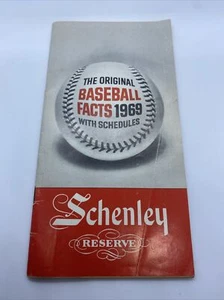 THE ORIGINAL
BASEBALL
FACTS 1969
WITH SCHEDULES
Schenley
RESERVE